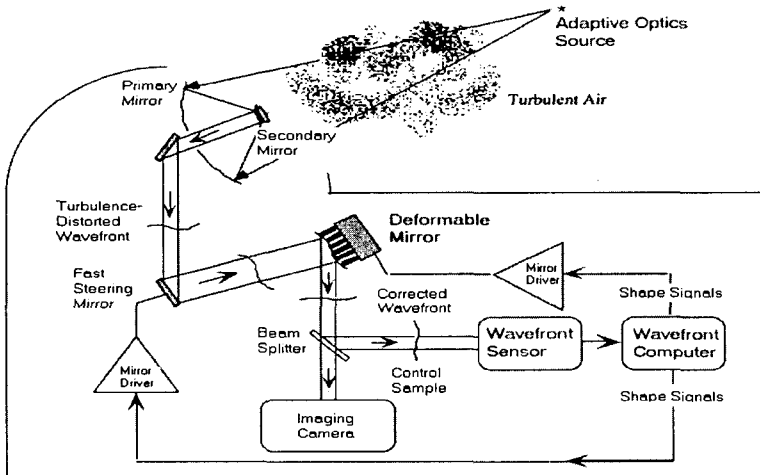 *
Adaptive Optics
Source
Primary
Mirror
Turbulent Air
Secondary
Mirror
Turbulence-
Distorted
Wavefront
Deformable
Mirror
Fast
Steering
Mirror
Mirror
Driver
Shape Signals
Corrected
Wavefront
Beam
Splitter
Wavefront
Sensor
Wavefront
Computer
Control
Sample
Mirror
Driver
Shape Signals
Imaging
Camera